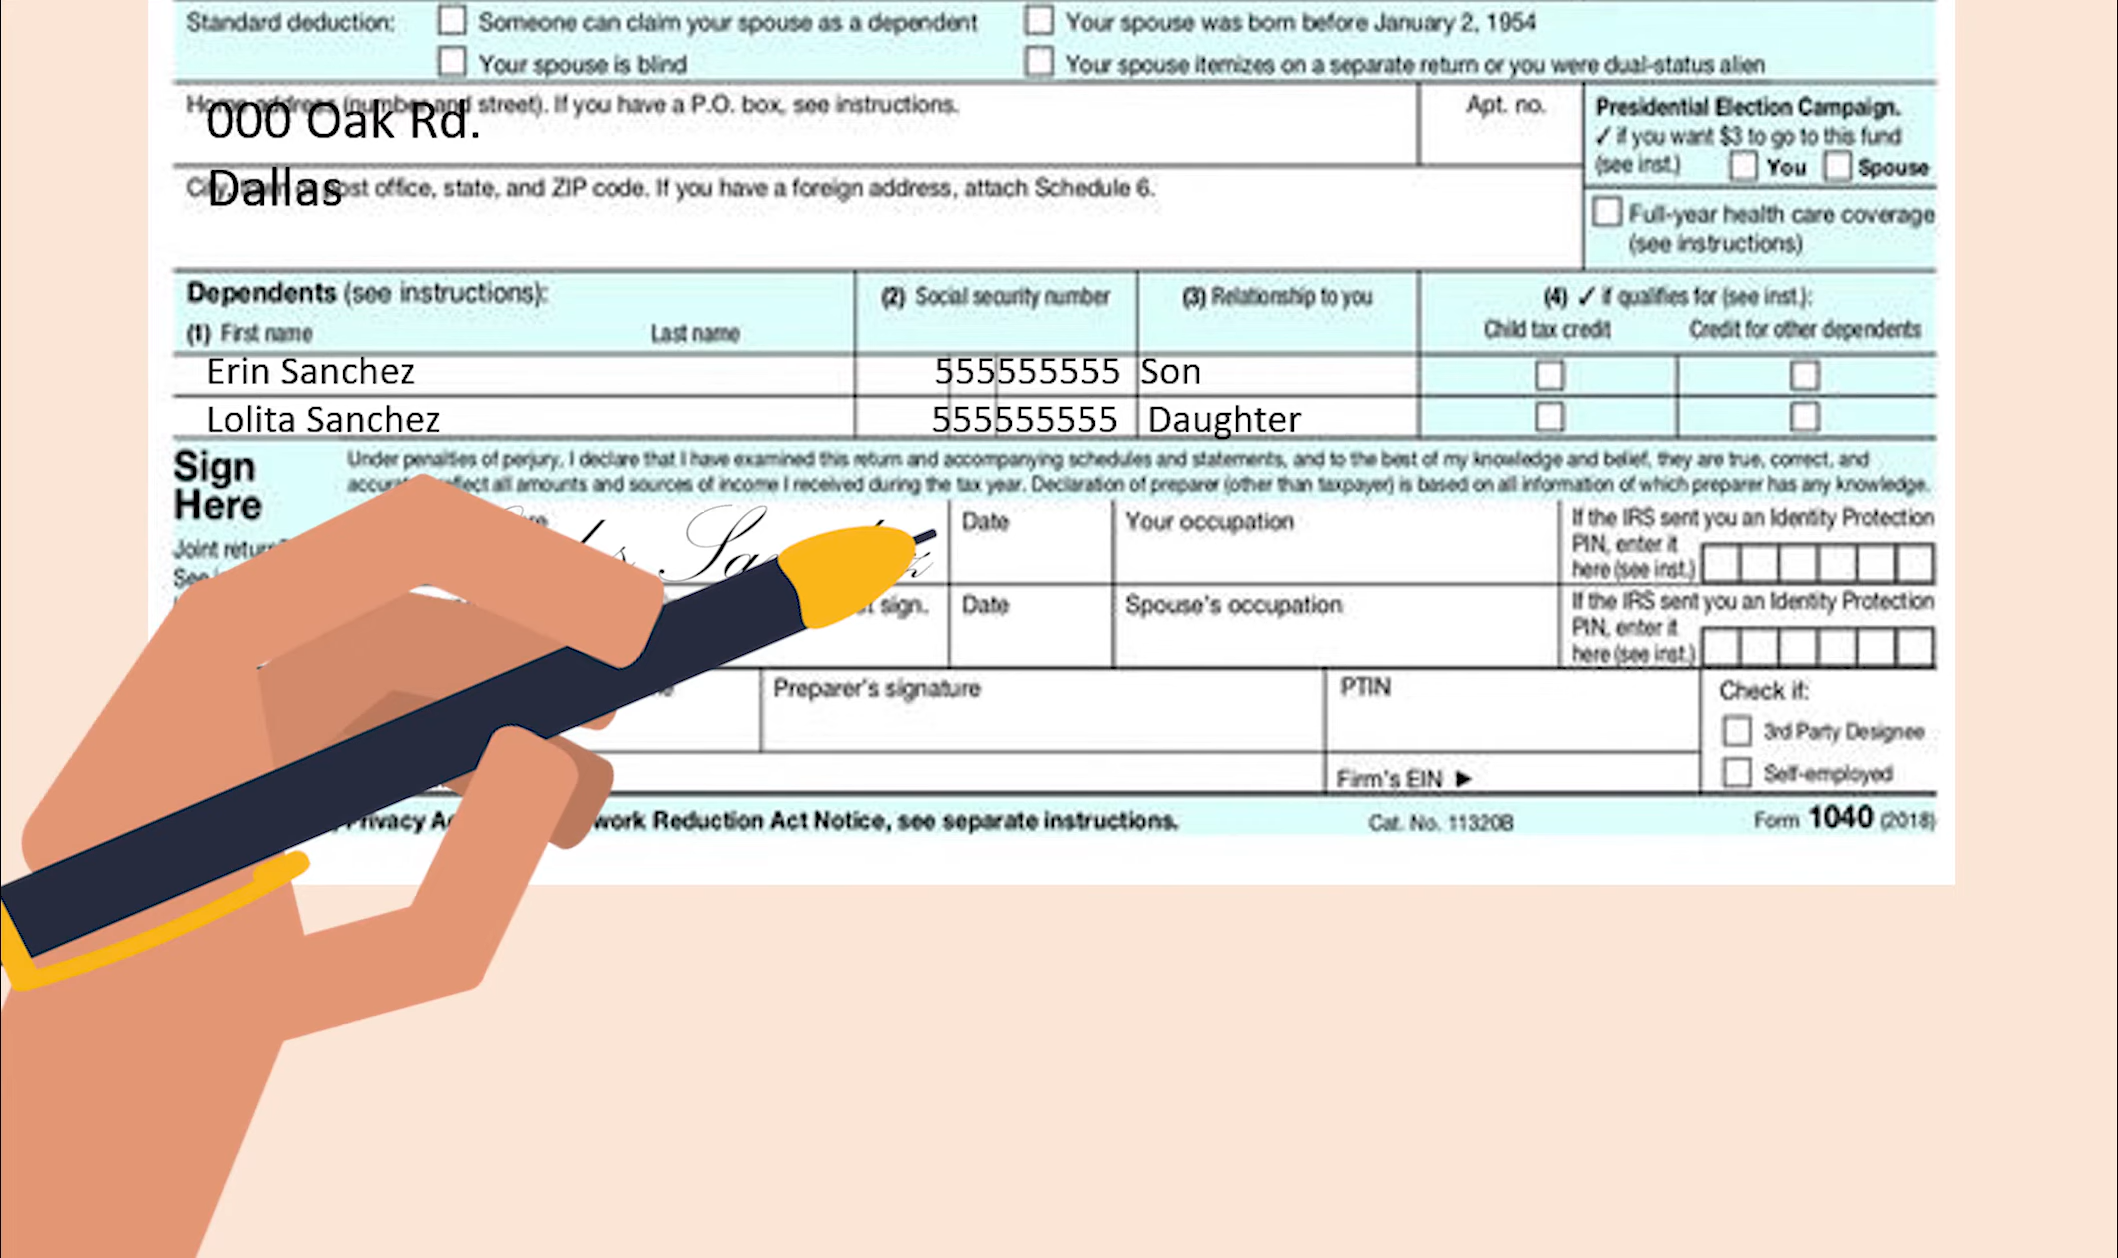 Standard deduction: Someone can claim your spouse as a dependent Your spouse was born before January 2, 1954
Your spouse is blind Your spouse itemizes on a separate return or you were dual-status alien
Home address (number and street). If you have a P.O. box, see instructions.
000 Oak Rd.
Apt. no.
Presidential Election Campaign.
✓ if you want $3 to go to this fund
(see inst.) You Spouse
post office, state, and ZIP code. If you have a foreign address, attach Schedule 6.
Dallas
Full-year health care coverage
(see instructions)
Dependents (see instructions):
(1) First name Last name
(2) Social security number
(3) Relationship to you
(4) ✓ if qualifies for (see inst.):
Child tax credit Credit for other dependents
Erin Sanchez 555555555 Son
Lolita Sanchez 555555555 Daughter
Sign
Here
Under penalties of perjury, I declare that I have examined this return and accompanying schedules and statements, and to the best of my knowledge and belief, they are true, correct, and
all amounts and sources of income I received during the tax year. Declaration of preparer (other than taxpayer) is based on all information of which preparer has any knowledge.
Joint
Date
Your occupation
If the IRS sent you an Identity Protection
PIN, enter it
here (see inst.)
sign.
Date
Spouse's occupation
If the IRS sent you an Identity Protection
PIN, enter it
here (see inst.)
Preparer's signature
PTIN
Check if:
3rd Party Designee
Self-employed
Firm's EIN ▶
Privacy Reduction Act Notice, see separate instructions.
Cat. No. 11320B
Form 1040 (2018)